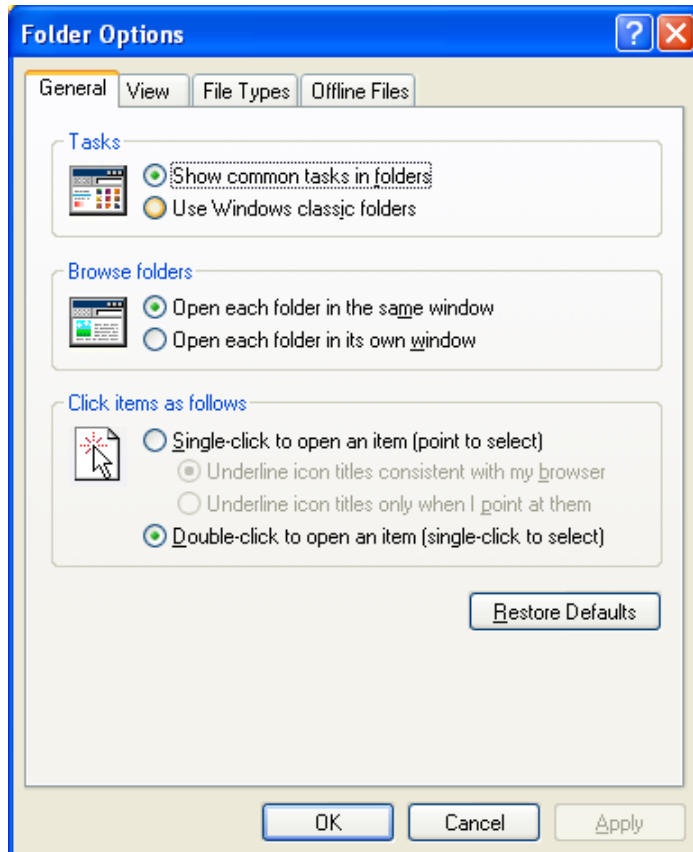 Folder Options
General View File Types Offline Files
Tasks
Show common tasks in folders
Use Windows classic folders
Browse folders
Open each folder in the same window
Open each folder in its own window
Click items as follows
Single-click to open an item (point to select)
Underline icon titles consistent with my browser
Underline icon titles only when I point at them
Double-click to open an item (single-click to select)
Restore Defaults
OK Cancel Apply